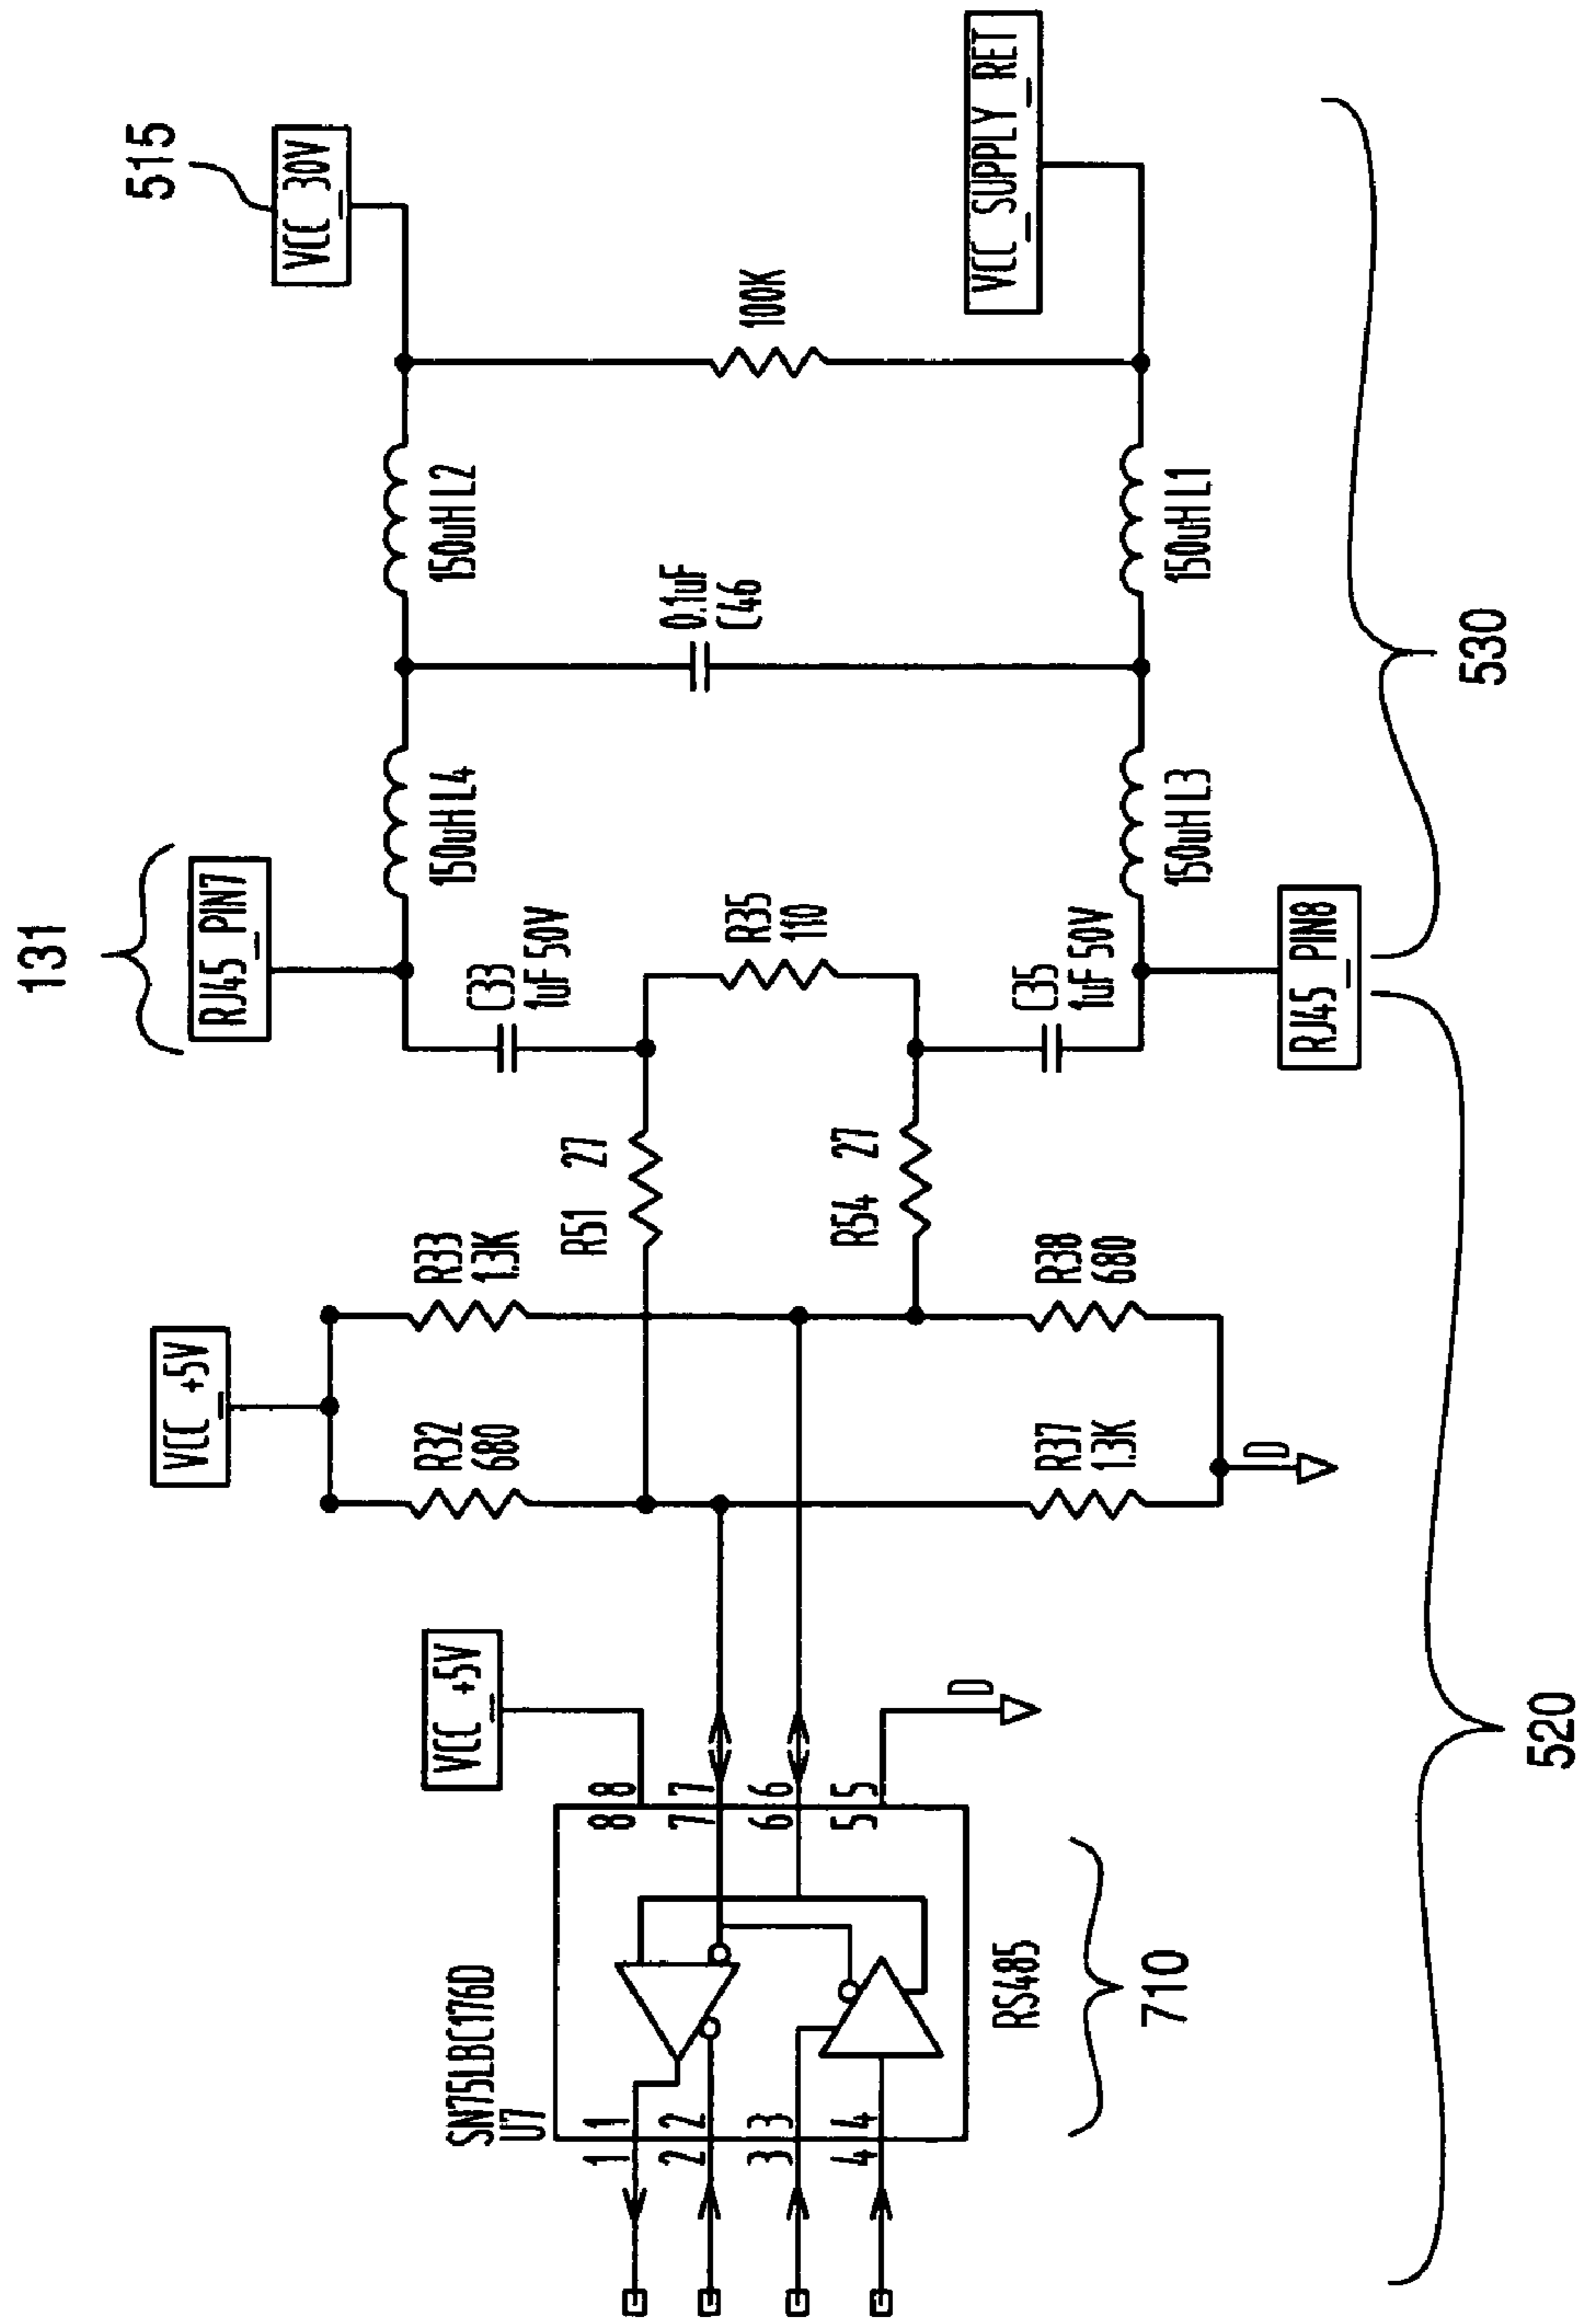 131
515
RJ45_PIN7
VCC_30V
VCC_+5V
VCC_+5V
SN75LBC176D
U7
R32
680
R33
1.3K
C33
1uF 50V
150uH L4
150uH L2
R51 27
R35
110
0.1uF
C46
100K
1 1
2 2
3 3
4 4
8 8
7 7
6 6
5 5
D
R54 27
VCC_SUPPLY_RET
RS485
710
R37
1.3K
R38
680
C35
1uF 50V
150uH L3
150uH L1
D
RJ45_PIN8
520
530